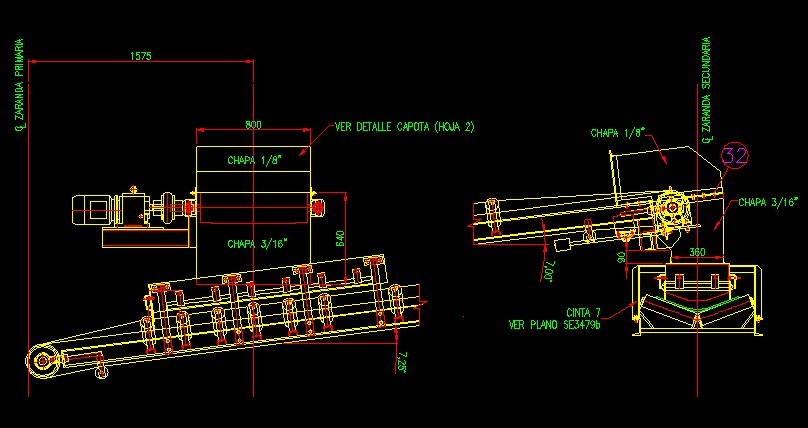 1575
℄ ZARANDA PRIMARIA
800
VER DETALLE CAPOTA (HOJA 2)
CHAPA 1/8"
CHAPA 3/16"
640
7.25°
℄ ZARANDA SECUNDARIA
CHAPA 1/8"
32
CHAPA 3/16"
360
90
7.00°
CINTA 7
VER PLANO SE3479b